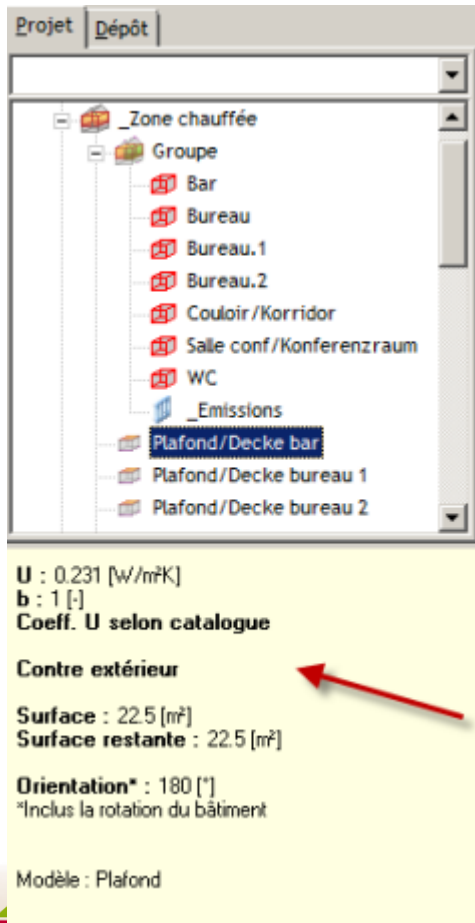 Projet Dépôt
_Zone chauffée
Groupe
Bar
Bureau
Bureau.1
Bureau.2
Couloir/Korridor
Salle conf/Konferenzraum
WC
_Emissions
Plafond/Decke bar
Plafond/Decke bureau 1
Plafond/Decke bureau 2
U : 0.231 [W/m²K]
b : 1 [-]
Coeff. U selon catalogue
Contre extérieur
Surface : 22.5 [m²]
Surface restante : 22.5 [m²]
Orientation* : 180 [°]
*Inclus la rotation du bâtiment
Modèle : Plafond